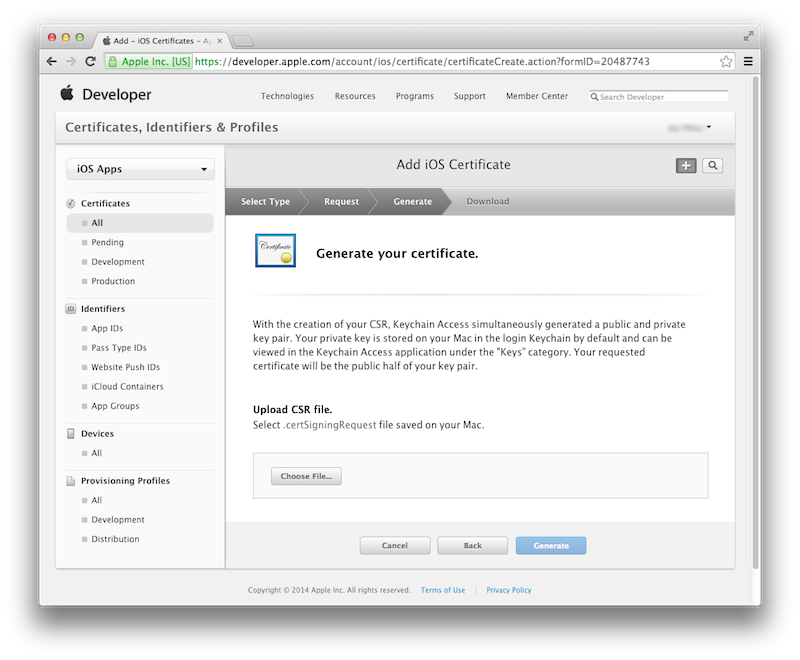 Add - iOS Certificates - Ap
Apple Inc. [US] https://developer.apple.com/account/ios/certificate/certificateCreate.action?formID=20487743
Developer
Technologies Resources Programs Support Member Center Search Developer
Certificates, Identifiers & Profiles
iOS Apps
Add iOS Certificate
Select Type Request Generate Download
Certificates
All
Pending
Development
Production
Identifiers
App IDs
Pass Type IDs
Website Push IDs
iCloud Containers
App Groups
Devices
All
Provisioning Profiles
All
Development
Distribution
Certificate
Generate your certificate.
With the creation of your CSR, Keychain Access simultaneously generated a public and private
key pair. Your private key is stored on your Mac in the login Keychain by default and can be
viewed in the Keychain Access application under the "Keys" category. Your requested
certificate will be the public half of your key pair.
Upload CSR file.
Select .certSigningRequest file saved on your Mac.
Choose File...
Cancel Back Generate
Copyright © 2014 Apple Inc. All rights reserved. Terms of Use | Privacy Policy